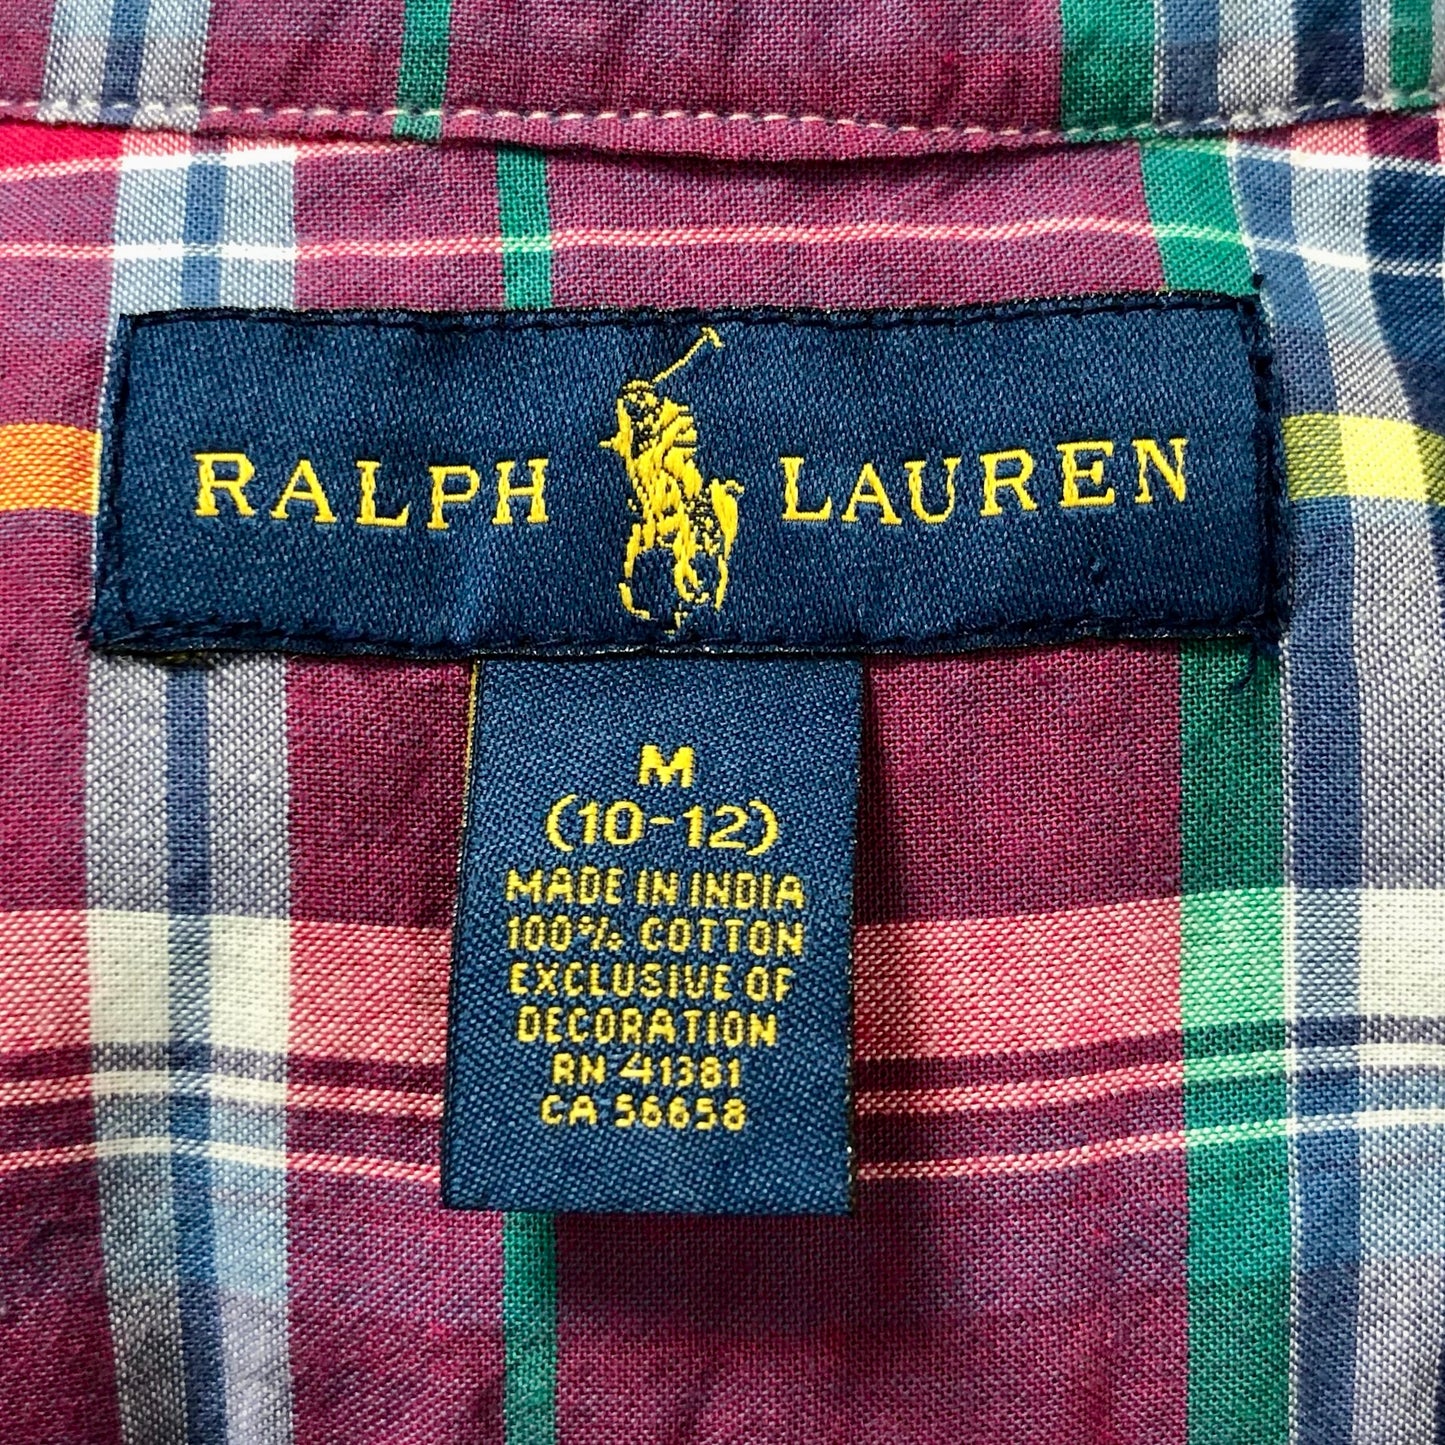 RALPH LAUREN
M
(10-12)
MADE IN INDIA
100% COTTON
EXCLUSIVE OF
DECORATION
RN 41381
CA 56658